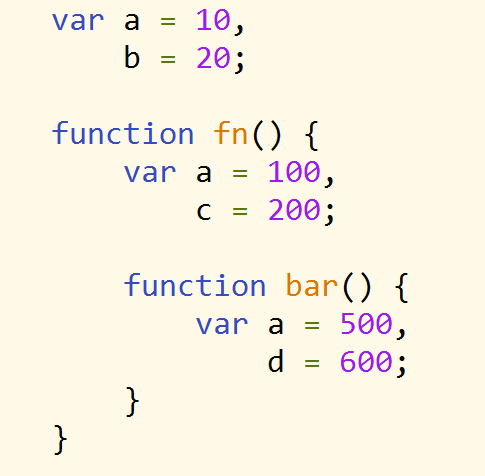 var a = 10,
    b = 20;

function fn() {
    var a = 100,
        c = 200;

    function bar() {
        var a = 500,
            d = 600;
    }
}